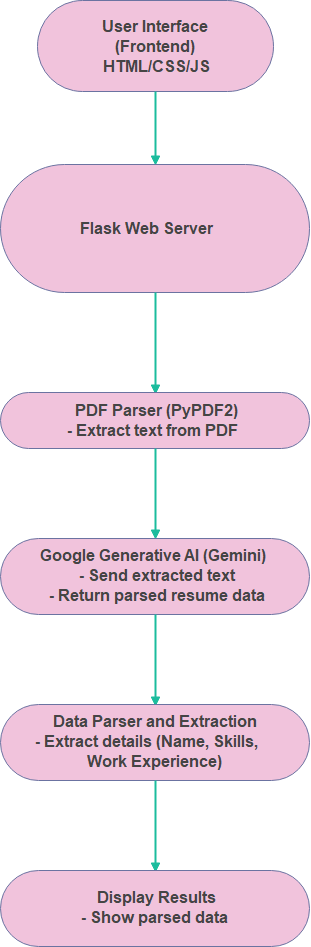 User Interface
(Frontend)
HTML/CSS/JS
Flask Web Server
PDF Parser (PyPDF2)
- Extract text from PDF
Google Generative AI (Gemini)
- Send extracted text
- Return parsed resume data
Data Parser and Extraction
- Extract details (Name, Skills,
Work Experience)
Display Results
- Show parsed data